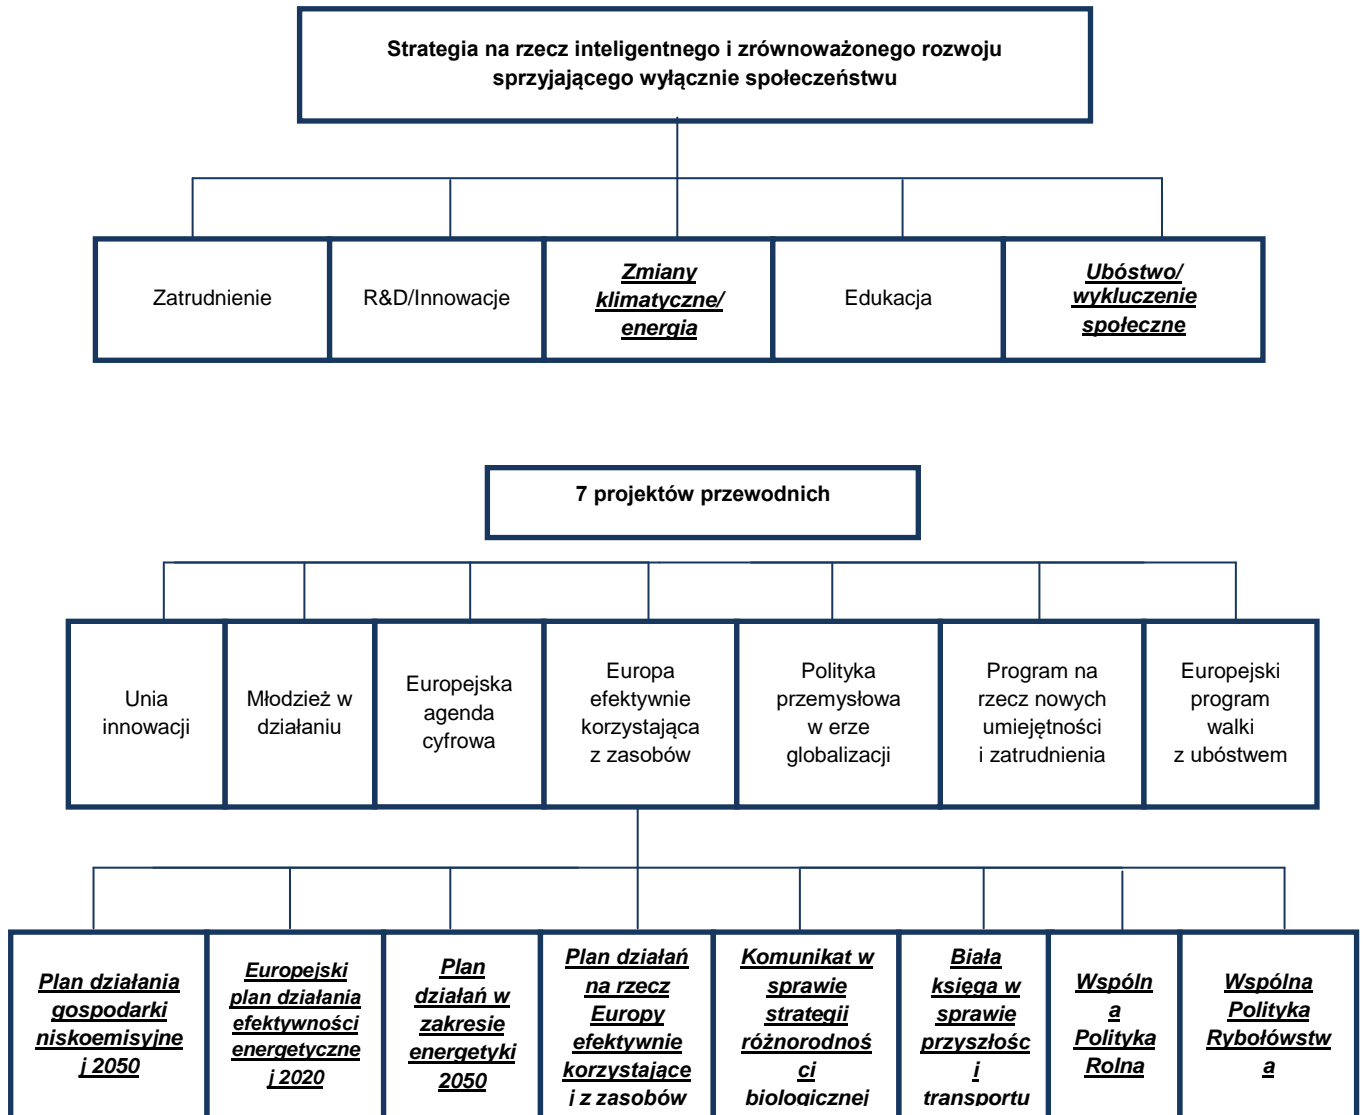 Strategia na rzecz inteligentnego i zrównoważonego rozwoju
sprzyjającego wyłącznie społeczeństwu
Zatrudnienie
R&D/Innowacje
Zmiany
klimatyczne/
energia
Edukacja
Ubóstwo/
wykluczenie
społeczne
7 projektów przewodnich
Unia
innowacji
Młodzież w
działaniu
Europejska
agenda
cyfrowa
Europa
efektywnie
korzystająca
z zasobów
Polityka
przemysłowa
w erze
globalizacji
Program na
rzecz nowych
umiejętności
i zatrudnienia
Europejski
program
walki
z ubóstwem
Plan działania
gospodarki
niskoemisyjne
j 2050
Europejski
plan działania
efektywności
energetyczne
j 2020
Plan
działań w
zakresie
energetyki
2050
Plan działań
na rzecz
Europy
efektywnie
korzystające
j z zasobów
Komunikat w
sprawie
strategii
różnorodnoś
ci
biologicznej
Biała
księga w
sprawie
przyszłośc
i
transportu
Wspóln
a
Polityka
Rolna
Wspólna
Polityka
Rybołówstw
a